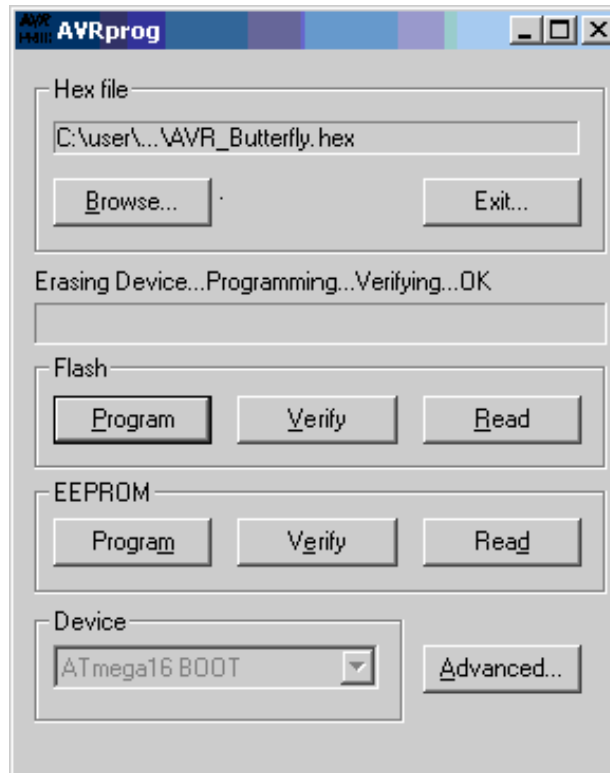 AVRprog
Hex file
C:\user\...\AVR_Butterfly.hex
Browse... Exit...
Erasing Device...Programming...Verifying...OK
Flash
Program Verify Read
EEPROM
Program Verify Read
Device
ATmega16 BOOT Advanced...